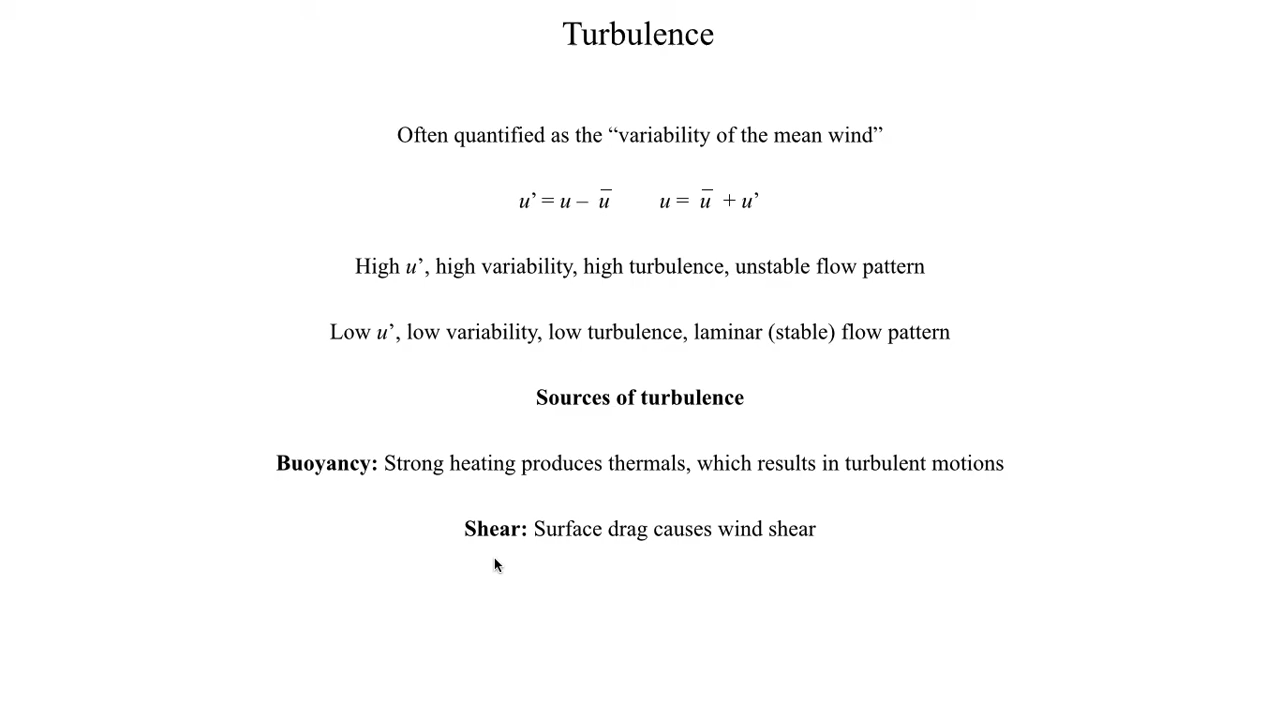 Turbulence
Often quantified as the “variability of the mean wind”
u’ = u – u̅ u = u̅ + u’
High u’, high variability, high turbulence, unstable flow pattern
Low u’, low variability, low turbulence, laminar (stable) flow pattern
Sources of turbulence
Buoyancy: Strong heating produces thermals, which results in turbulent motions
Shear: Surface drag causes wind shear